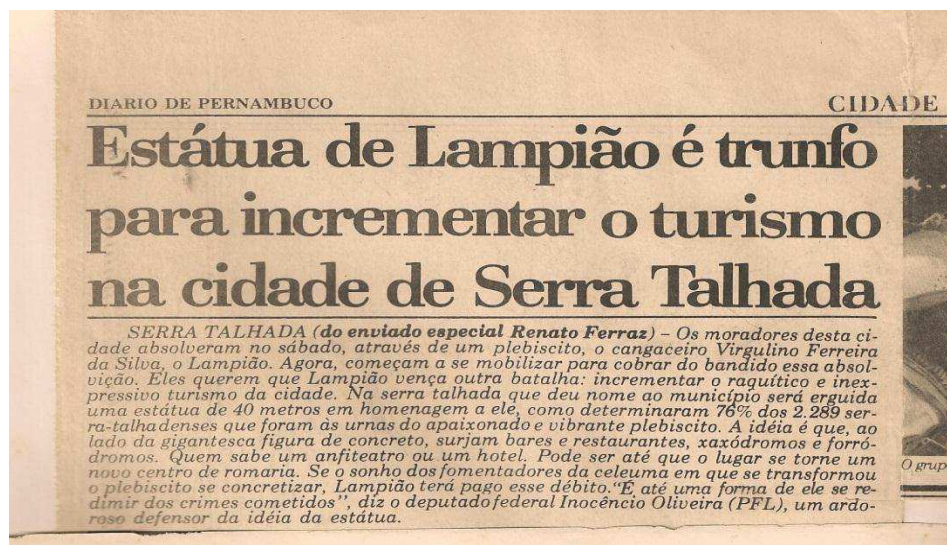 DIARIO DE PERNAMBUCO
CIDADE
Estátua de Lampião é trunfo
para incrementar o turismo
na cidade de Serra Talhada
SERRA TALHADA (do enviado especial Renato Ferraz) – Os moradores desta ci-
dade absolveram no sábado, através de um plebiscito, o cangaceiro Virgulino Ferreira
da Silva, o Lampião. Agora, começam a se mobilizar para cobrar do bandido essa absol-
vição. Eles querem que Lampião vença outra batalha: incrementar o raquítico e inex-
pressivo turismo da cidade. Na serra talhada que deu nome ao município será erguida
uma estátua de 40 metros em homenagem a ele, como determinaram 76% dos 2.289 ser-
ra-talhadenses que foram às urnas do apaixonado e vibrante plebiscito. A idéia é que, ao
lado da gigantesca figura de concreto, surjam bares e restaurantes, xaxódromos e forró-
dromos. Quem sabe um anfiteatro ou um hotel. Pode ser até que o lugar se torne um
novo centro de romaria. Se o sonho dos fomentadores da celeuma em que se transformou
o plebiscito se concretizar, Lampião terá pago esse débito. "É até uma forma de ele se re-
dimir dos crimes cometidos", diz o deputado federal Inocêncio Oliveira (PFL), um ardo-
roso defensor da idéia da estátua.
O grup